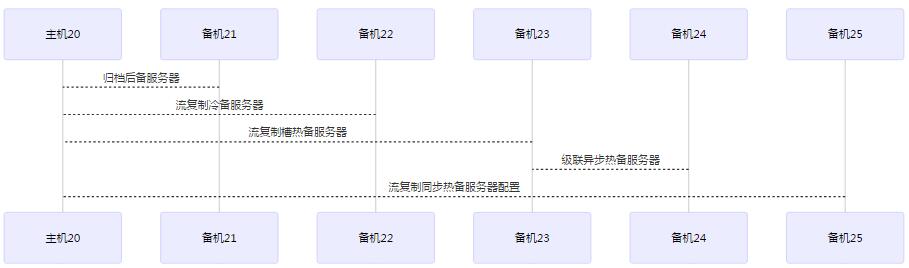 主机20 备机21 备机22 备机23 备机24 备机25
归档后备服务器
流复制冷备服务器
流复制槽热备服务器
级联异步热备服务器
流复制同步热备服务器配置
主机20 备机21 备机22 备机23 备机24 备机25